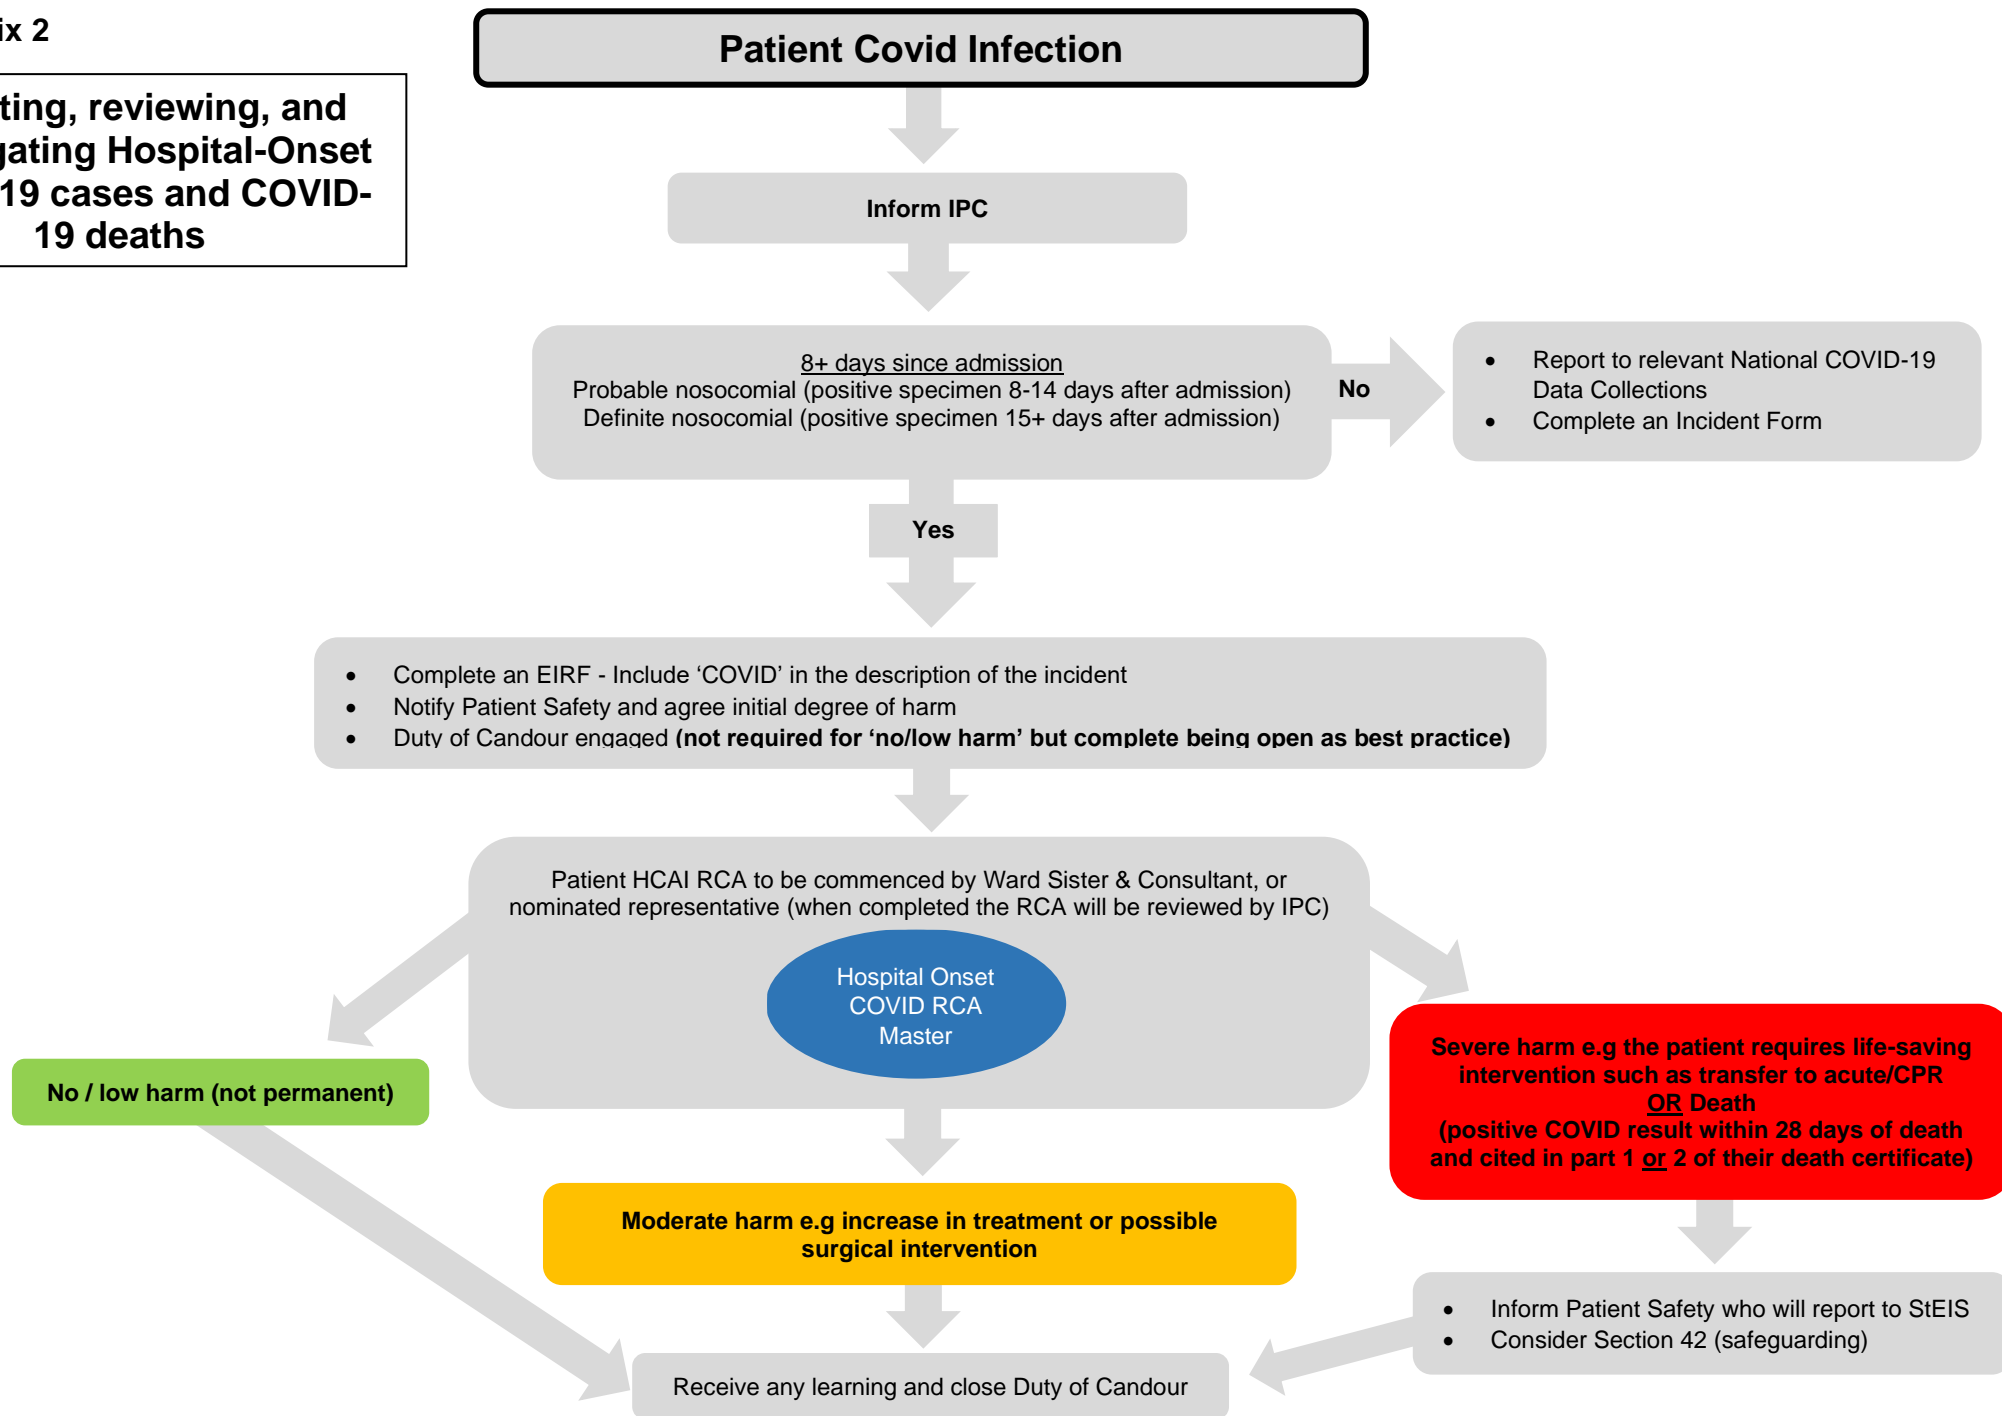 ix 2
Patient Covid Infection
ting, reviewing, and
gating Hospital-Onset
19 cases and COVID-
19 deaths
Inform IPC
8+ days since admission
Probable nosocomial (positive specimen 8-14 days after admission)
Definite nosocomial (positive specimen 15+ days after admission)
No
• Report to relevant National COVID-19
Data Collections
• Complete an Incident Form
Yes
• Complete an EIRF - Include ‘COVID’ in the description of the incident
• Notify Patient Safety and agree initial degree of harm
• Duty of Candour engaged (not required for ‘no/low harm’ but complete being open as best practice)
Patient HCAI RCA to be commenced by Ward Sister & Consultant, or
nominated representative (when completed the RCA will be reviewed by IPC)
Hospital Onset
COVID RCA
Master
No / low harm (not permanent)
Severe harm e.g the patient requires life-saving
intervention such as transfer to acute/CPR
OR Death
(positive COVID result within 28 days of death
and cited in part 1 or 2 of their death certificate)
Moderate harm e.g increase in treatment or possible
surgical intervention
• Inform Patient Safety who will report to StEIS
• Consider Section 42 (safeguarding)
Receive any learning and close Duty of Candour